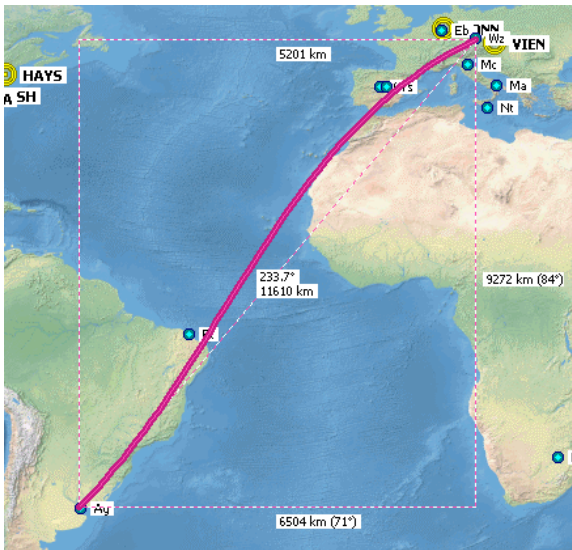 Eb
ONN
Wz
5201 km
VIEN
Mc
HAYS
Ma
A SH
Nt
233.7°
11610 km
9272 km (84°)
Ay
6504 km (71°)